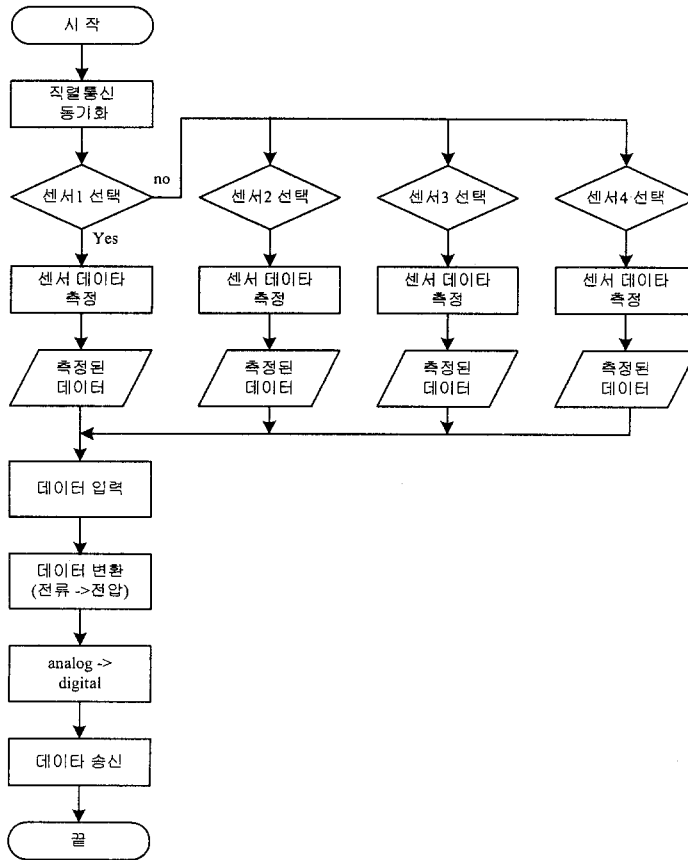 시 작
직렬통신
동기화
센서1 선택
no
센서2 선택
센서3 선택
센서4 선택
Yes
센서 데이타
측정
센서 데이타
측정
센서 데이타
측정
센서 데이타
측정
측정된
데이터
측정된
데이터
측정된
데이터
측정된
데이터
데이터 입력
데이터 변환
(전류 ->전압)
analog ->
digital
데이타 송신
끝